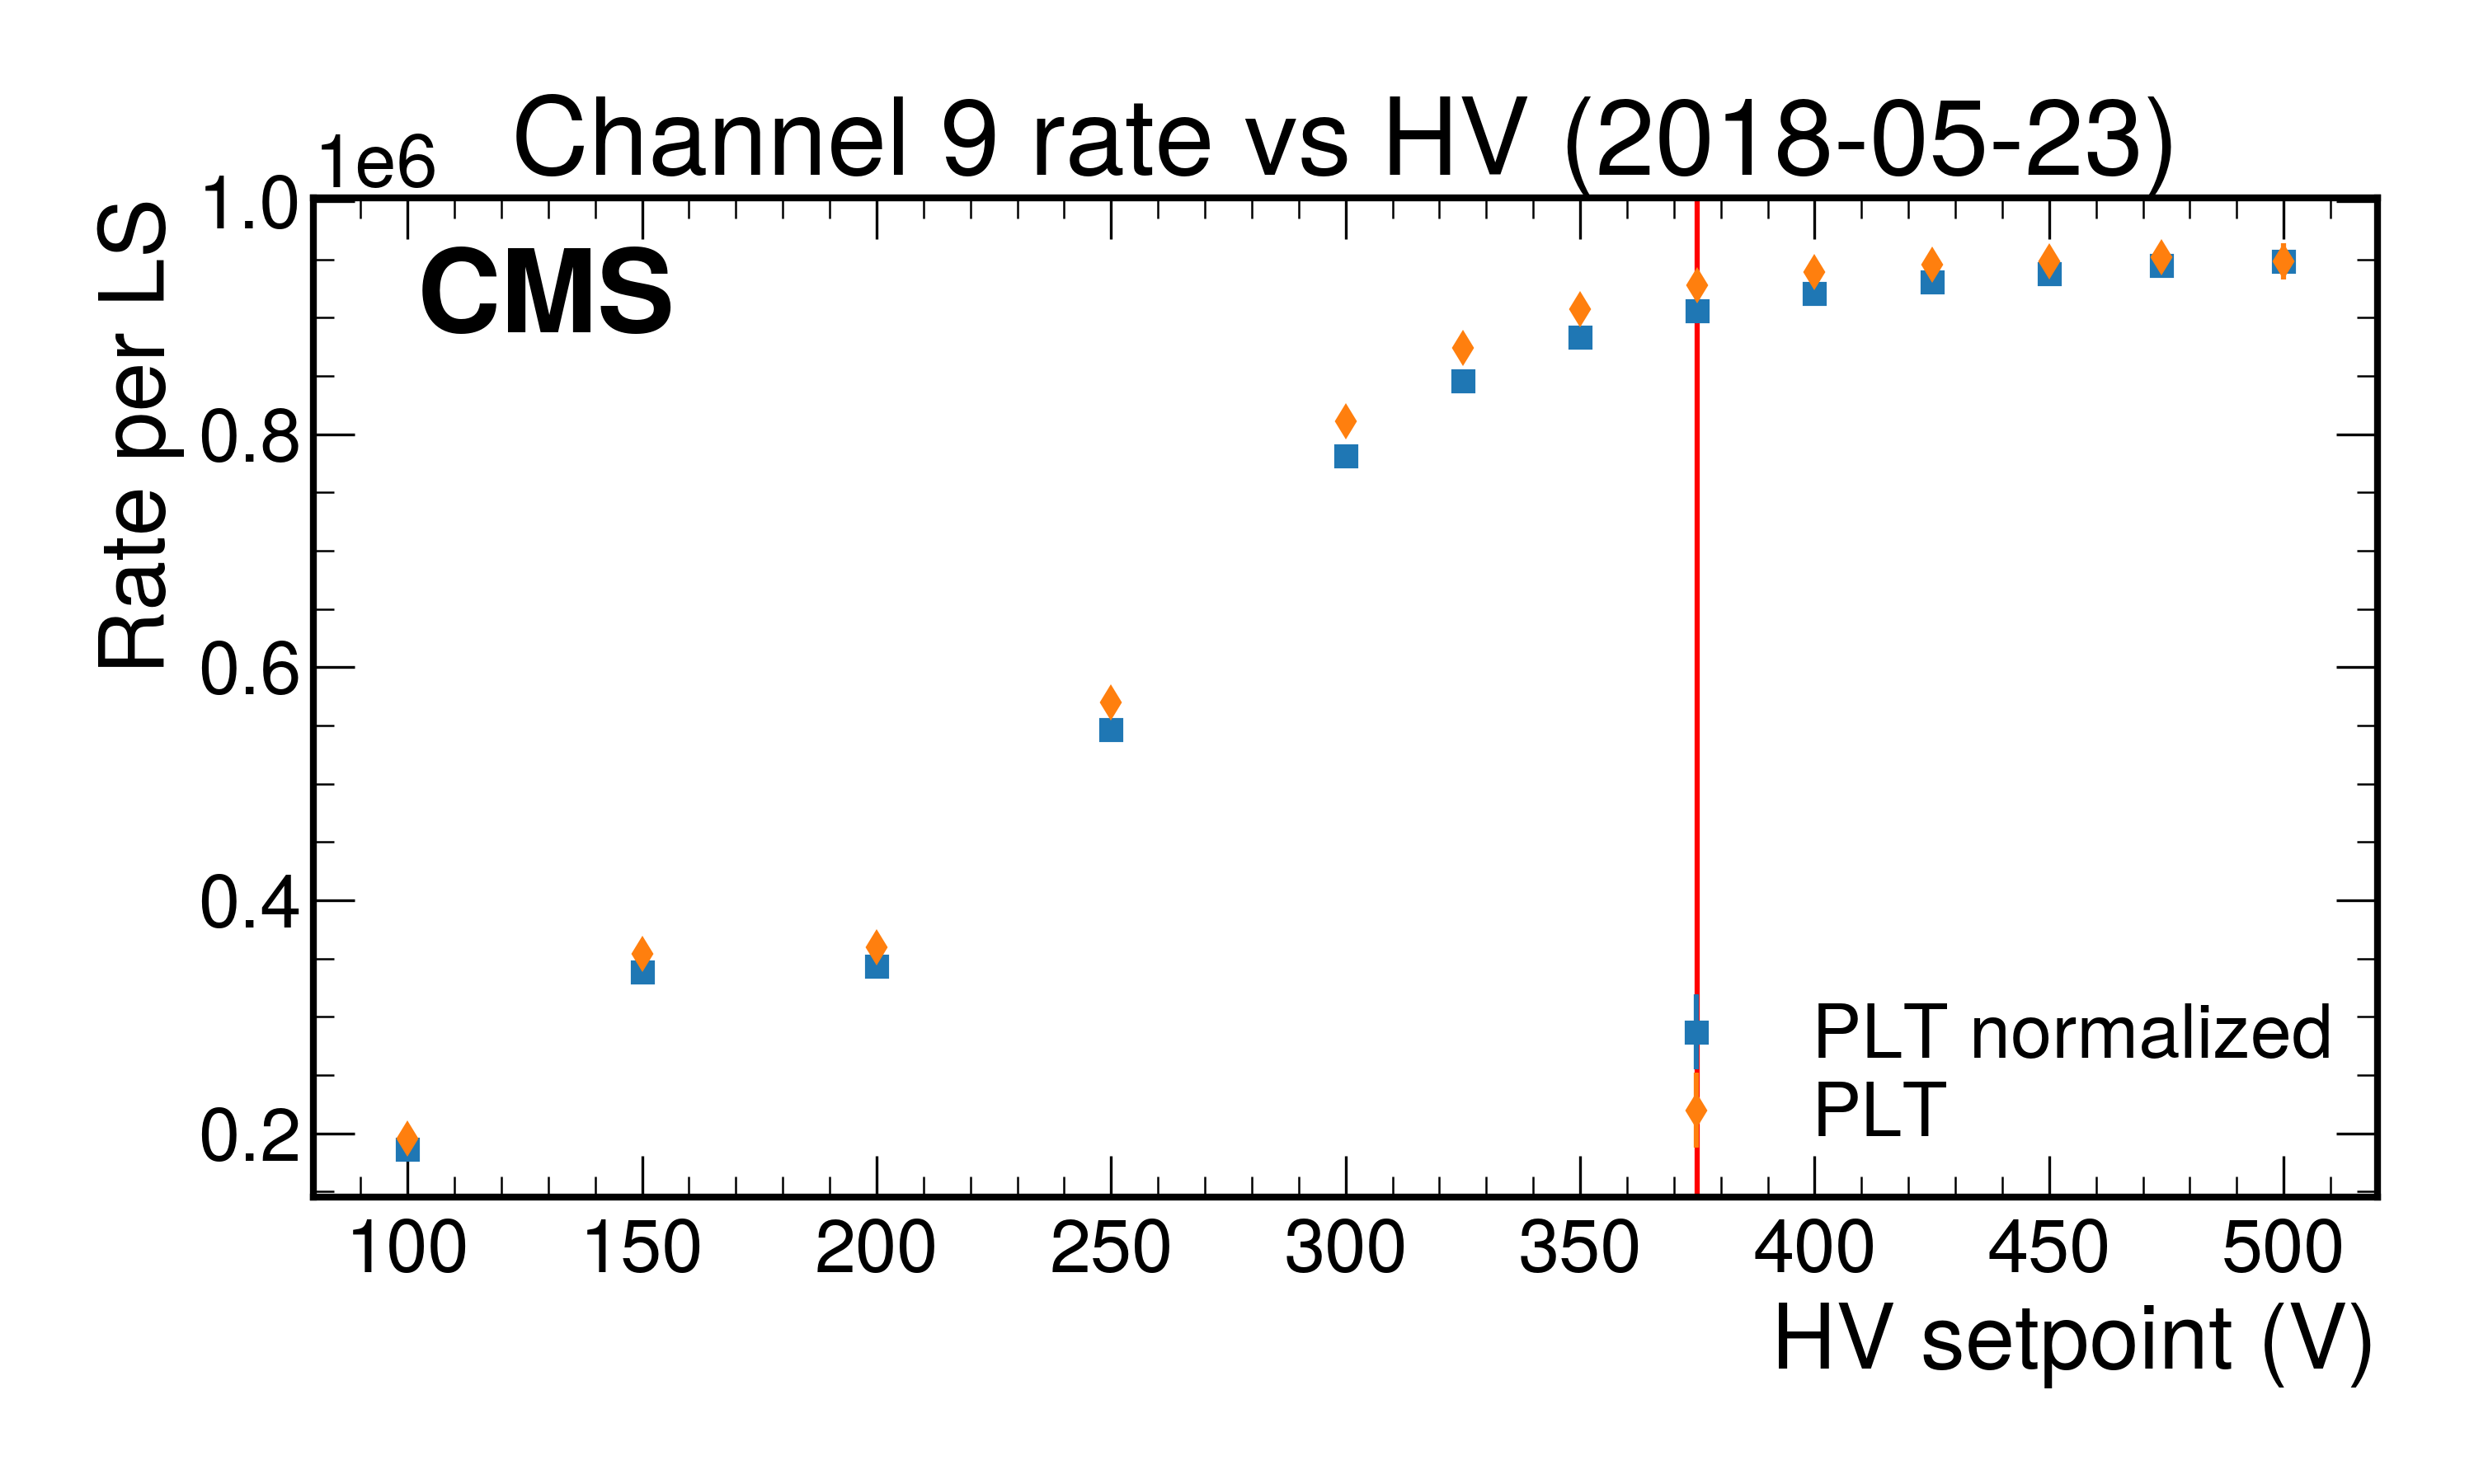 1e6
Channel 9 rate vs HV (2018-05-23)
CMS
Rate per LS
1.0
0.8
0.6
0.4
0.2
PLT normalized
PLT
100 150 200 250 300 350 400 450 500
HV setpoint (V)